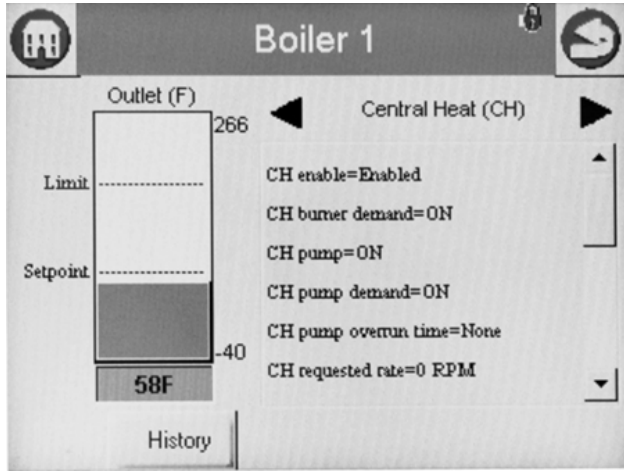 Boiler 1
Outlet (F)
Central Heat (CH)
266
Limit
CH enable=Enabled
CH burner demand=ON
CH pump=ON
Setpoint
CH pump demand=ON
CH pump overrun time=None
-40
CH requested rate=0 RPM
58F
History